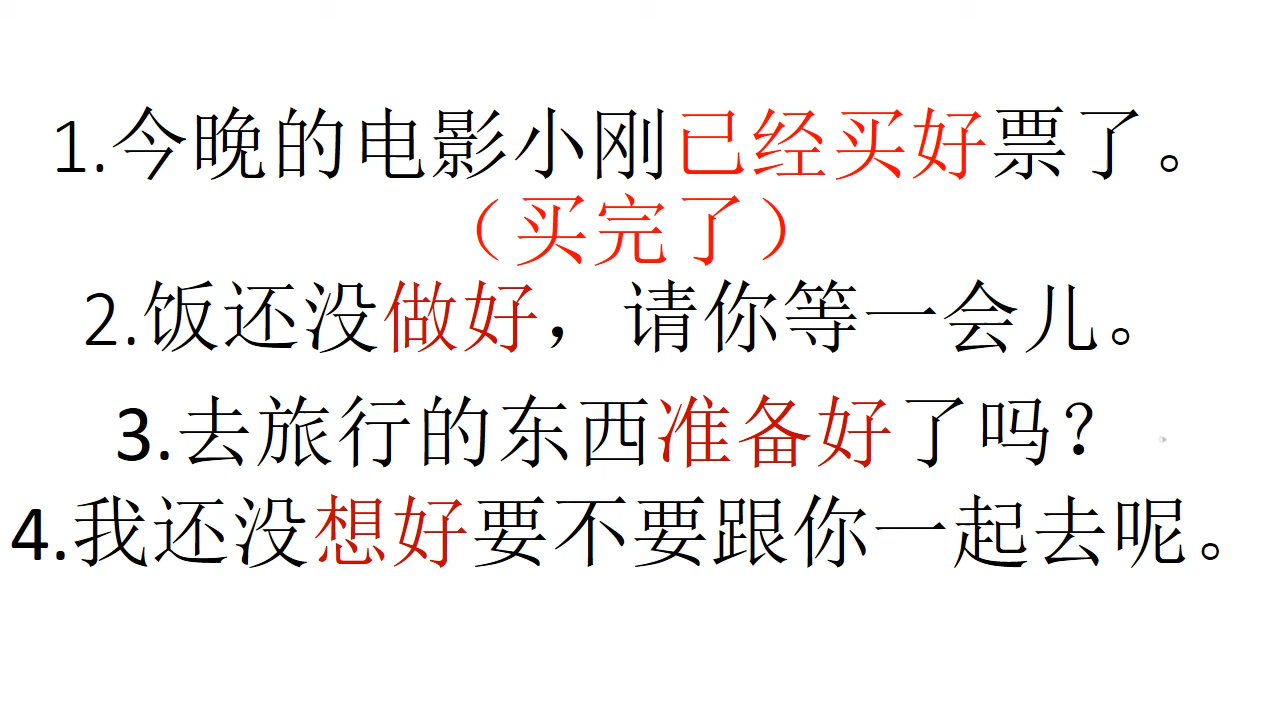 1.今晚的电影小刚已经买好票了。
（买完了）
2.饭还没做好，请你等一会儿。
3.去旅行的东西准备好了吗？
4.我还没想好要不要跟你一起去呢。